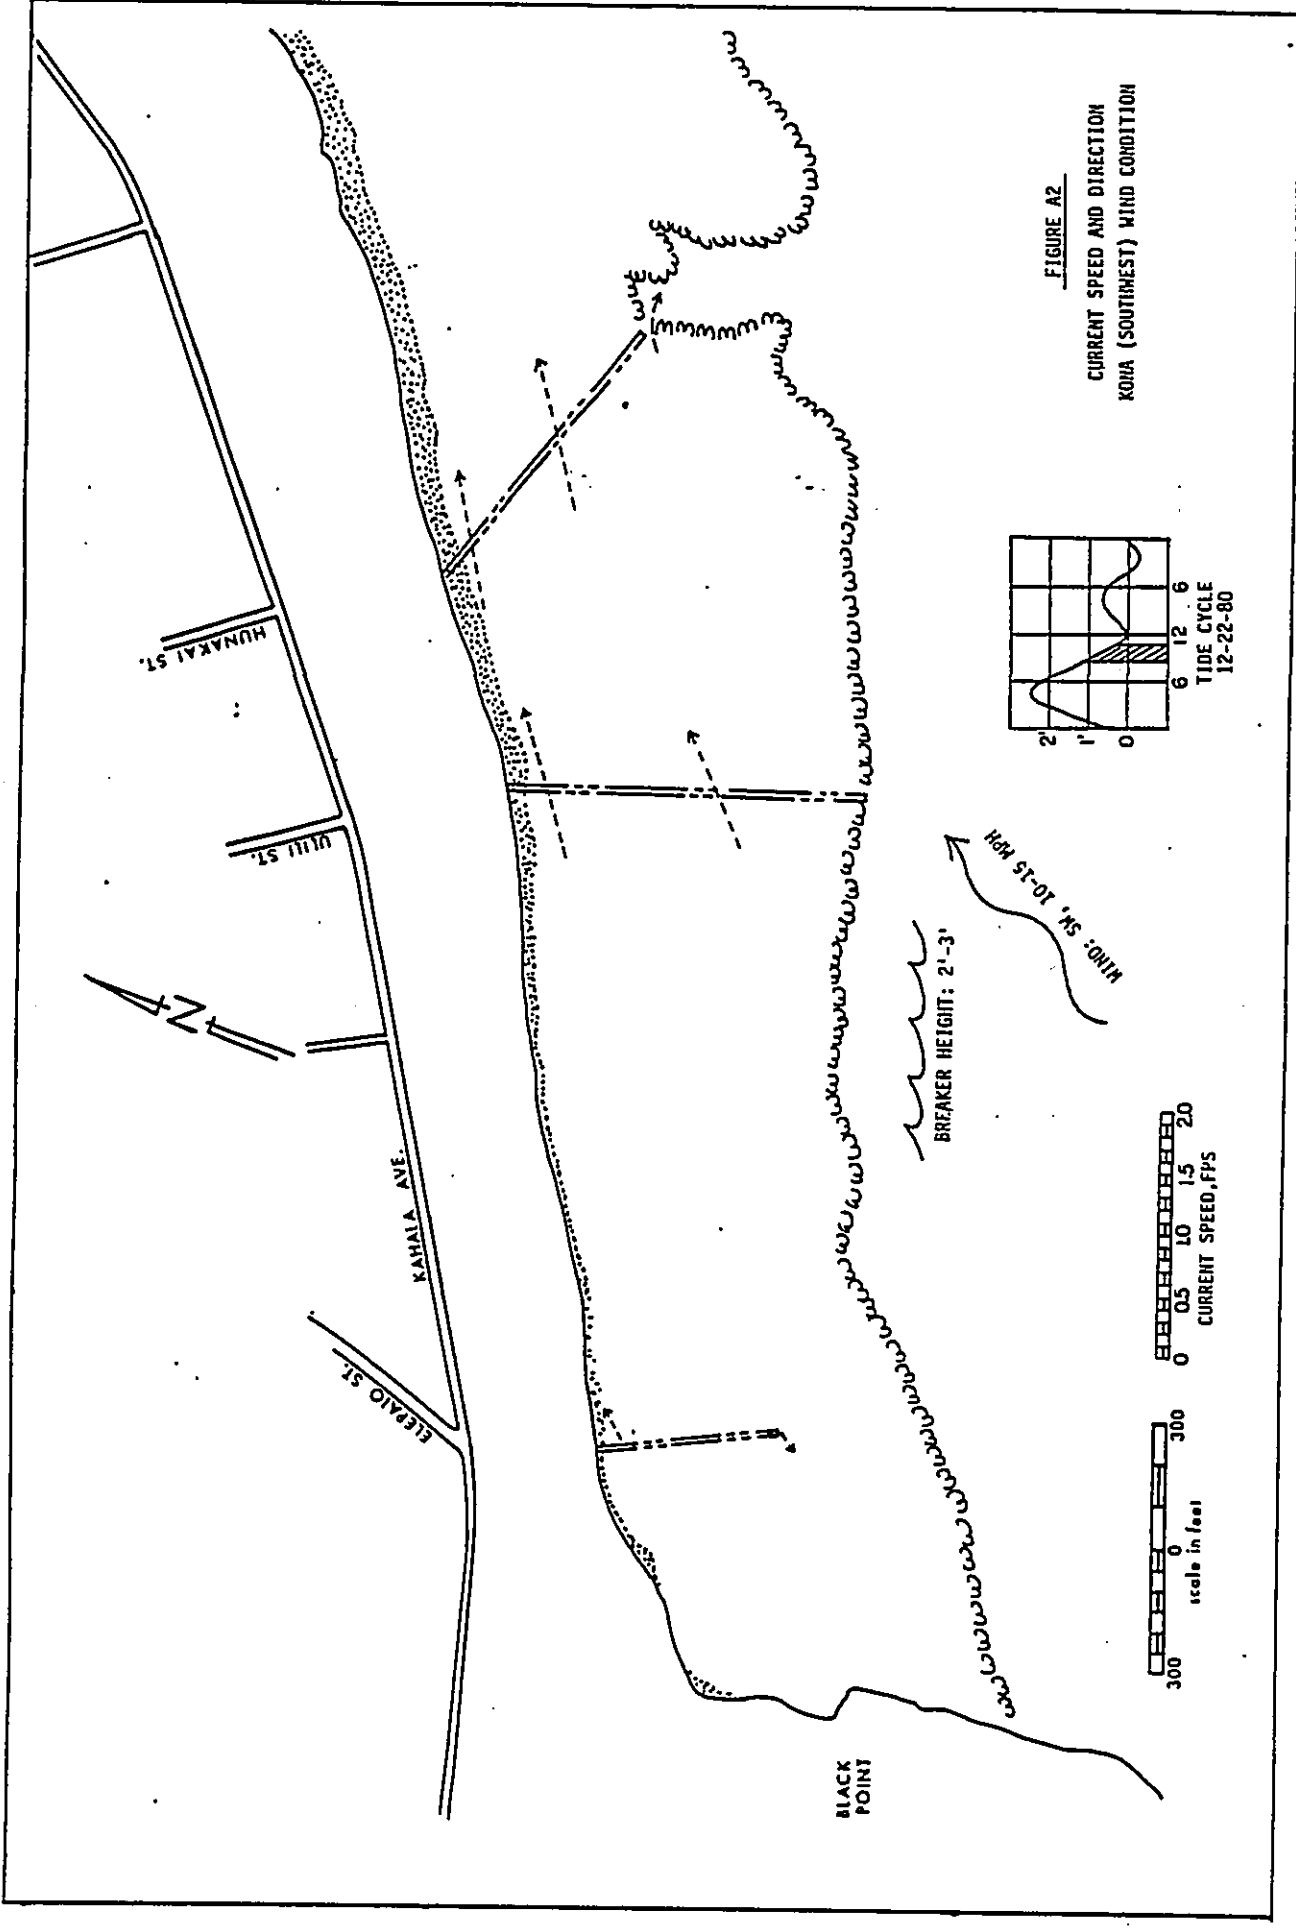 HUNAKAI ST.
ULILI ST.
N
KAHALA AVE.
ELEPAIO ST.
BLACK
POINT
BREAKER HEIGHT: 2'-3'
WIND: SW, 10-15 MPH
2'
1'
0
6 12 6
TIDE CYCLE
12-22-80
300 0 300
scale in feet
0 0.5 1.0 1.5 2.0
CURRENT SPEED, FPS
FIGURE A2
CURRENT SPEED AND DIRECTION
KONA (SOUTHWEST) WIND CONDITION